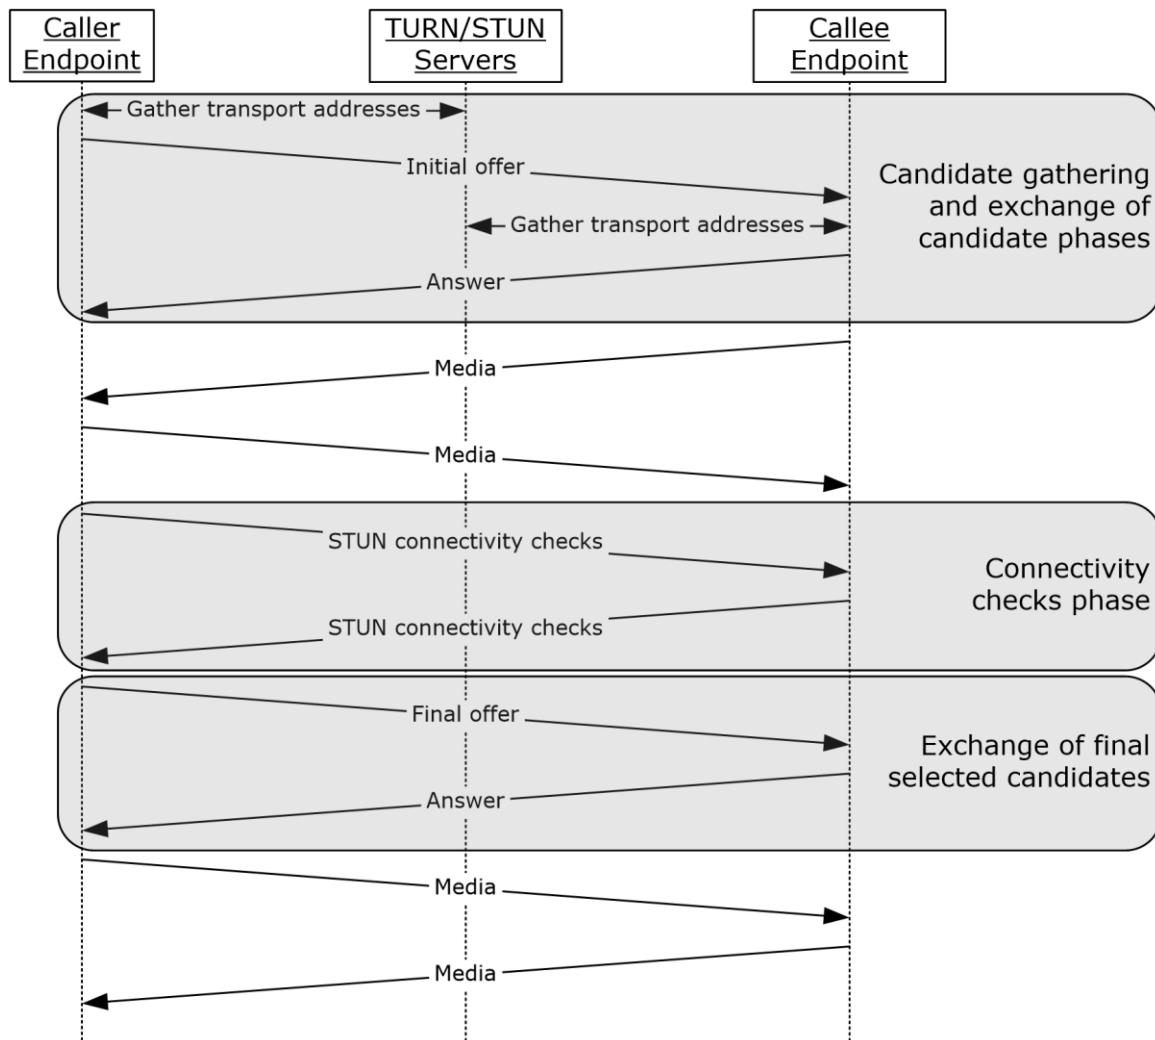 Caller
Endpoint
TURN/STUN
Servers
Callee
Endpoint
Gather transport addresses
Initial offer
Gather transport addresses
Answer
Candidate gathering
and exchange of
candidate phases
Media
Media
STUN connectivity checks
STUN connectivity checks
Connectivity
checks phase
Final offer
Answer
Exchange of final
selected candidates
Media
Media